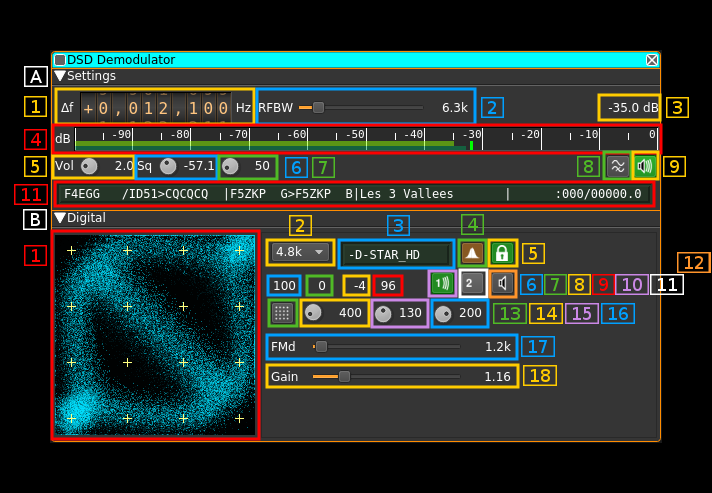 DSD Demodulator
A Settings
1 Δf +0,012,100 Hz RFBW 6.3k 2 -35.0 dB 3
4 dB -90 -80 -70 -60 -50 -40 -30 -20 -10 0
5 Vol 2.0 Sq -57.1 50 6 7 8 9
11 F4EGG /ID51>CQCQCQ |F5ZKP G>F5ZKP B|Les 3 Vallees | :000/00000.0
B Digital
1 2 3 4
4.8k -D-STAR_HD 5
12
100 0 -4 96 1 2 6 7 8 9 10 11
400 130 200 13 14 15 16
FMd 1.2k 17
Gain 1.16 18